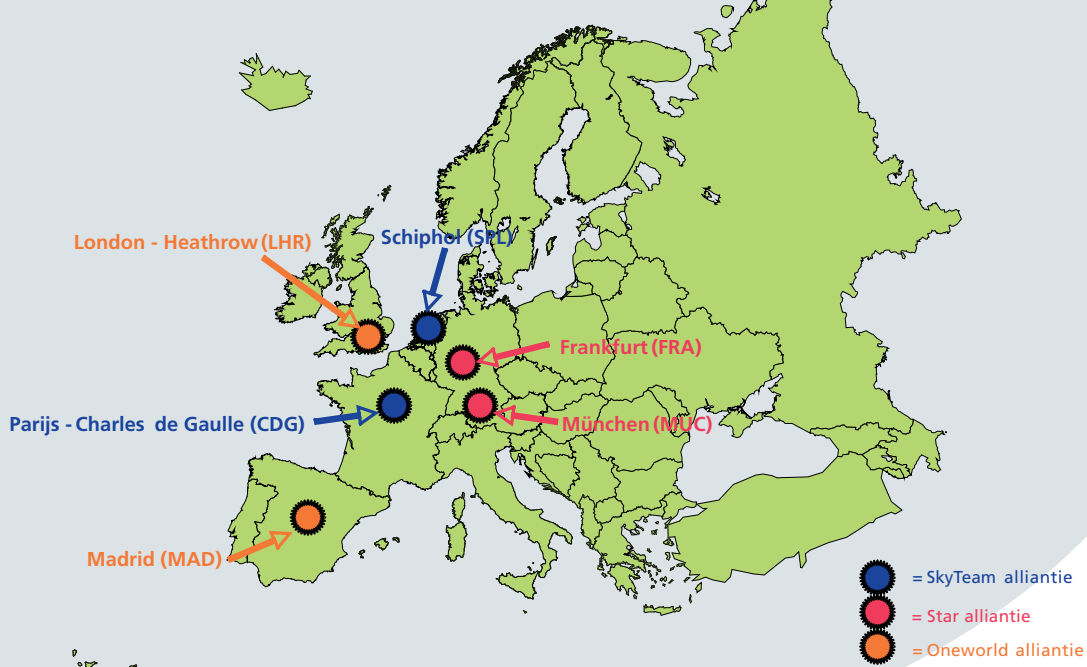 London - Heathrow (LHR)
Schiphol (SPL)
Frankfurt (FRA)
Parijs - Charles de Gaulle (CDG)
München (MUC)
Madrid (MAD)
= SkyTeam alliantie
= Star alliantie
= Oneworld alliantie